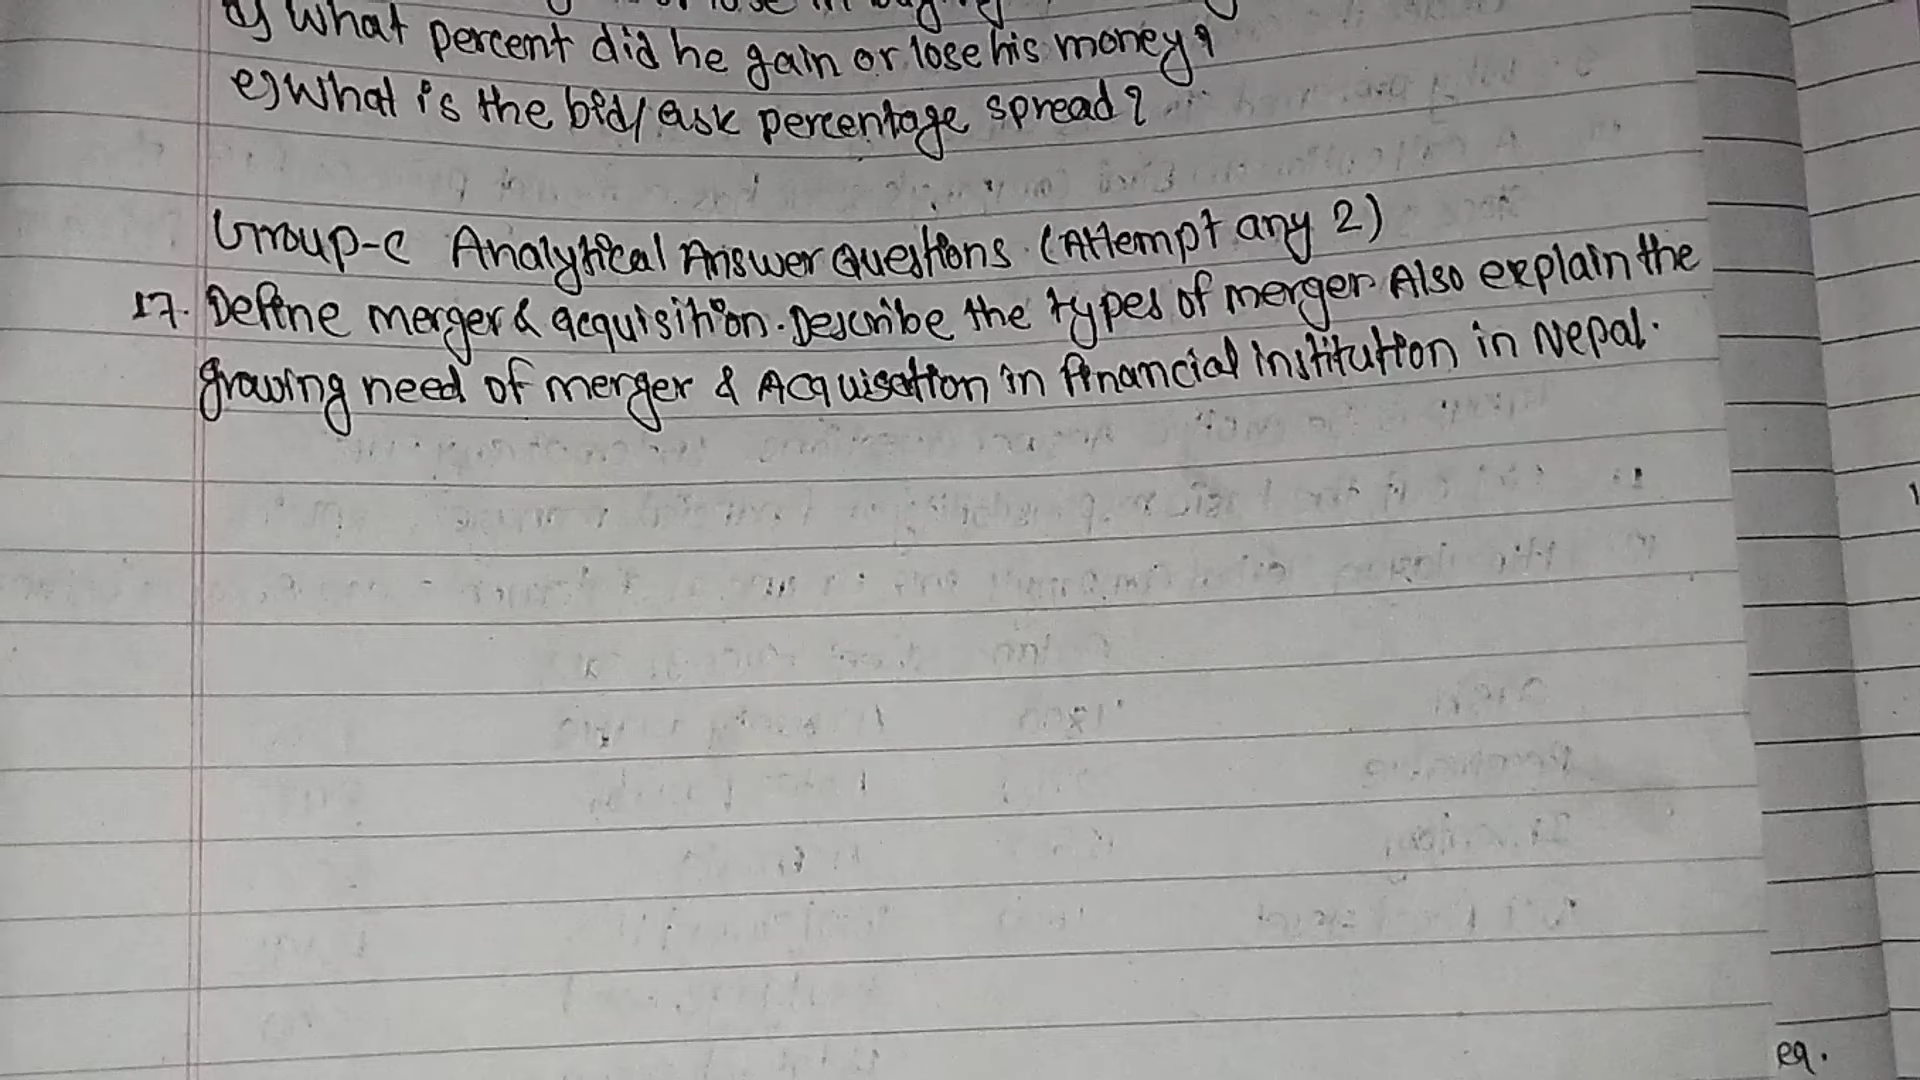 d) What percent did he gain or lose his money?
e) What is the bid/ask percentage spread?
Group-c Analytical Answer Questions. (Attempt any 2)
17. Define merger & acquisition. Describe the types of merger. Also explain the
growing need of merger & Acquisation in financial institution in Nepal.
eq.